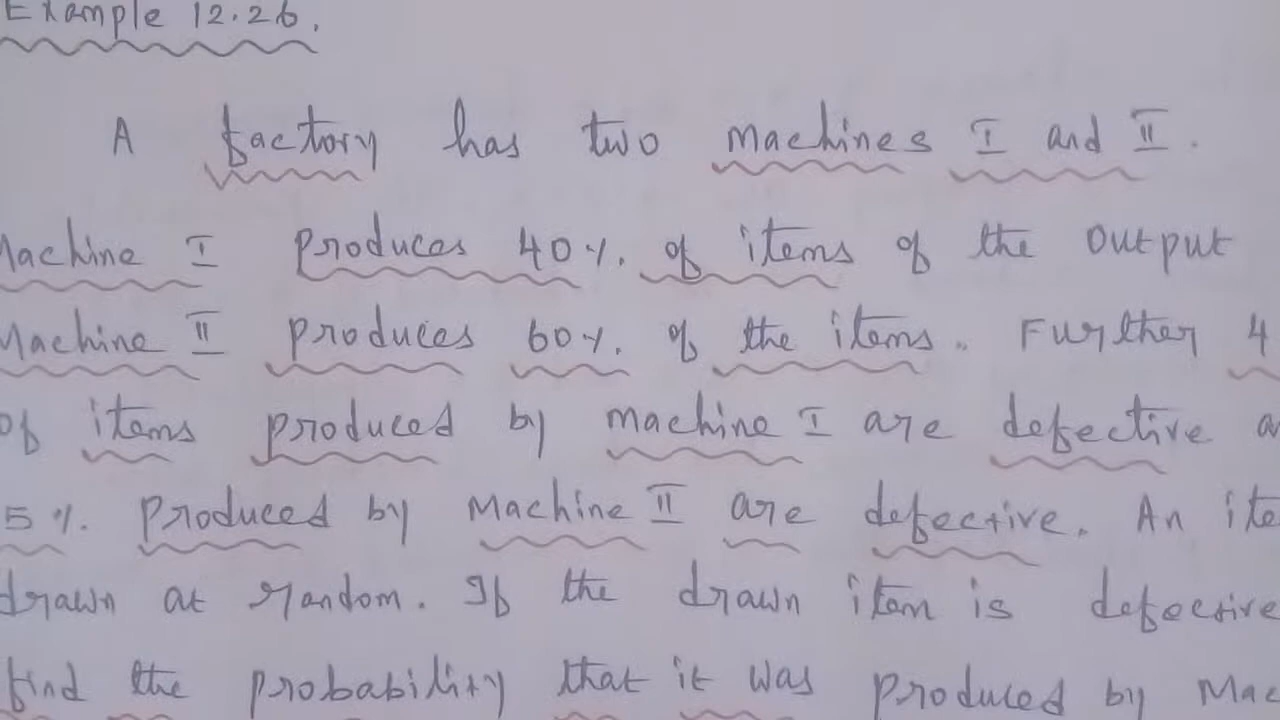 Example 12.26.
A factory has two machines I and II.
Machine I produces 40%. of items of the output
Machine II produces 60%. of the items. Further 4
of items produced by machine I are defective a
5%. produced by Machine II are defective. An ite
drawn at random. If the drawn item is defective
find the probability that it was produced by Mac